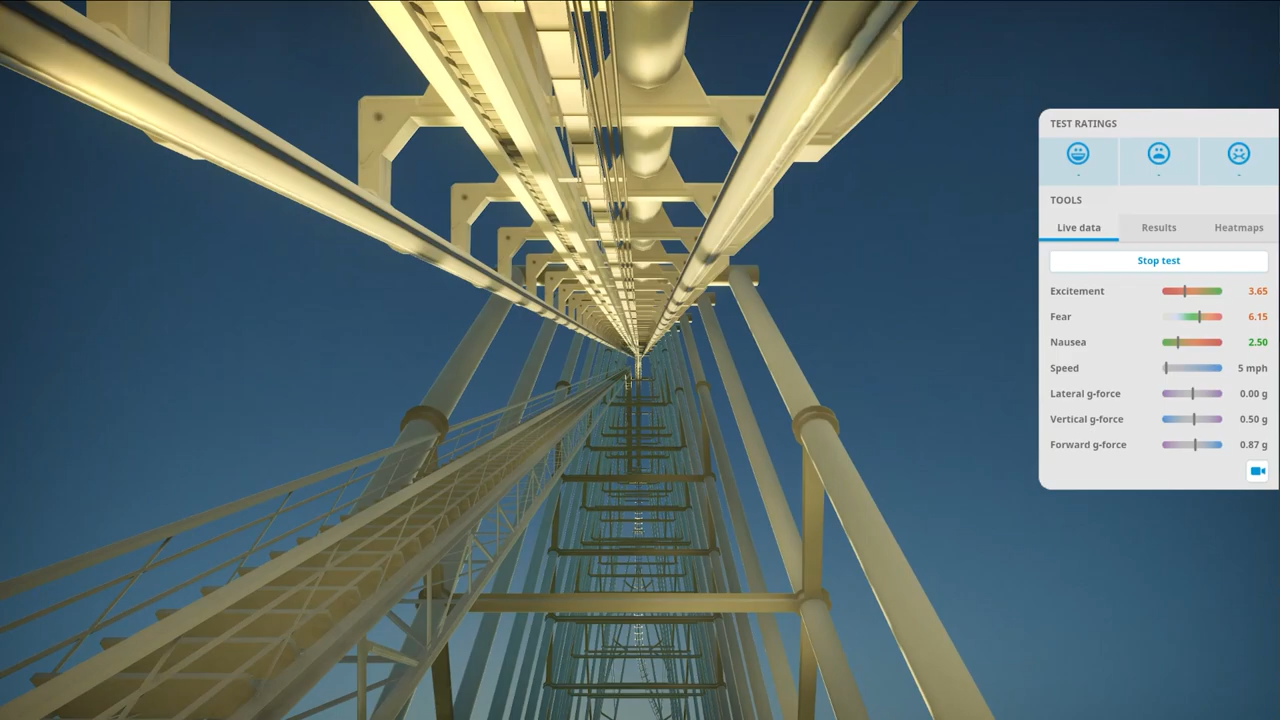 TEST RATINGS
- - -
TOOLS
Live data Results Heatmaps
Stop test
Excitement 3.65
Fear 6.15
Nausea 2.50
Speed 5 mph
Lateral g-force 0.00 g
Vertical g-force 0.50 g
Forward g-force 0.87 g